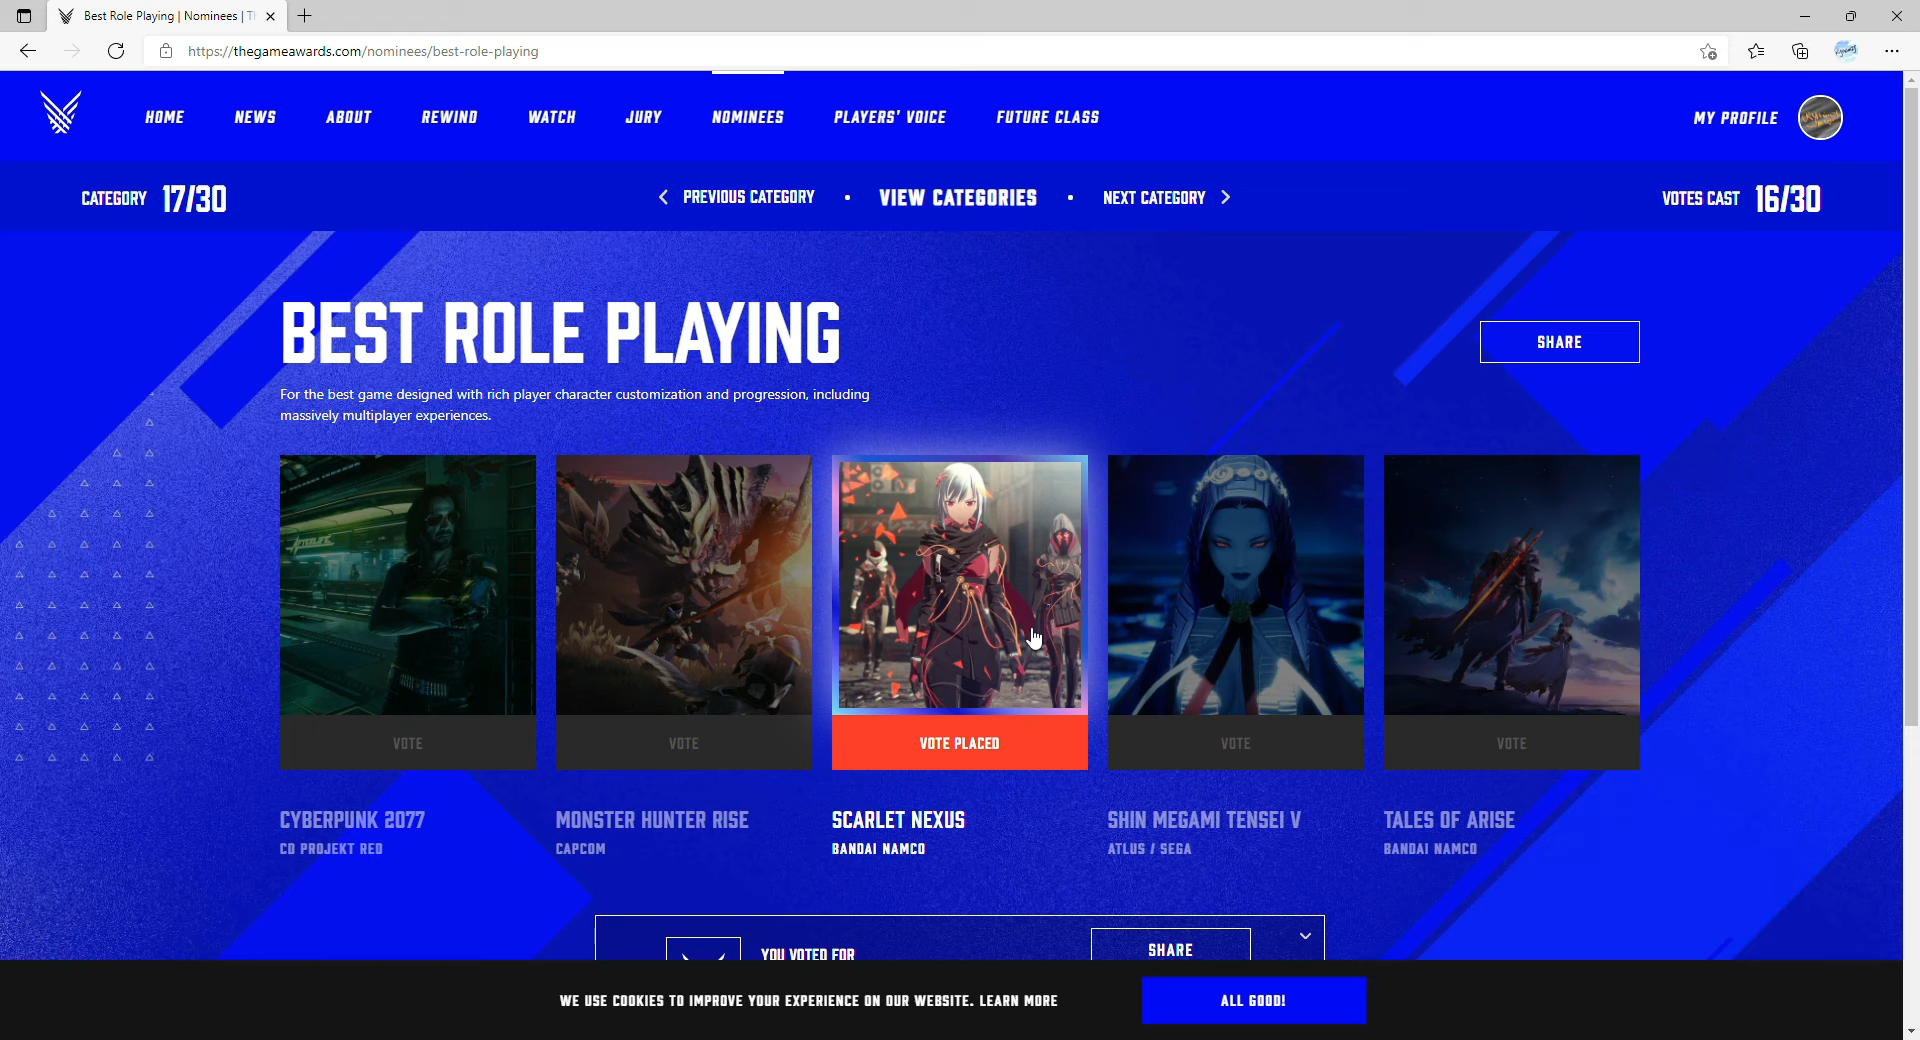 Best Role Playing | Nominees | Th
https://thegameawards.com/nominees/best-role-playing
HOME NEWS ABOUT REWIND WATCH JURY NOMINEES PLAYERS' VOICE FUTURE CLASS MY PROFILE
CATEGORY 17/30 PREVIOUS CATEGORY • VIEW CATEGORIES • NEXT CATEGORY VOTES CAST 16/30
BEST ROLE PLAYING
SHARE
For the best game designed with rich player character customization and progression, including
massively multiplayer experiences.
AFTERLIFE
VOTE VOTE VOTE PLACED VOTE VOTE
CYBERPUNK 2077 MONSTER HUNTER RISE SCARLET NEXUS SHIN MEGAMI TENSEI V TALES OF ARISE
CD PROJEKT RED CAPCOM BANDAI NAMCO ATLUS / SEGA BANDAI NAMCO
YOU VOTED FOR SHARE
WE USE COOKIES TO IMPROVE YOUR EXPERIENCE ON OUR WEBSITE. LEARN MORE ALL GOOD!